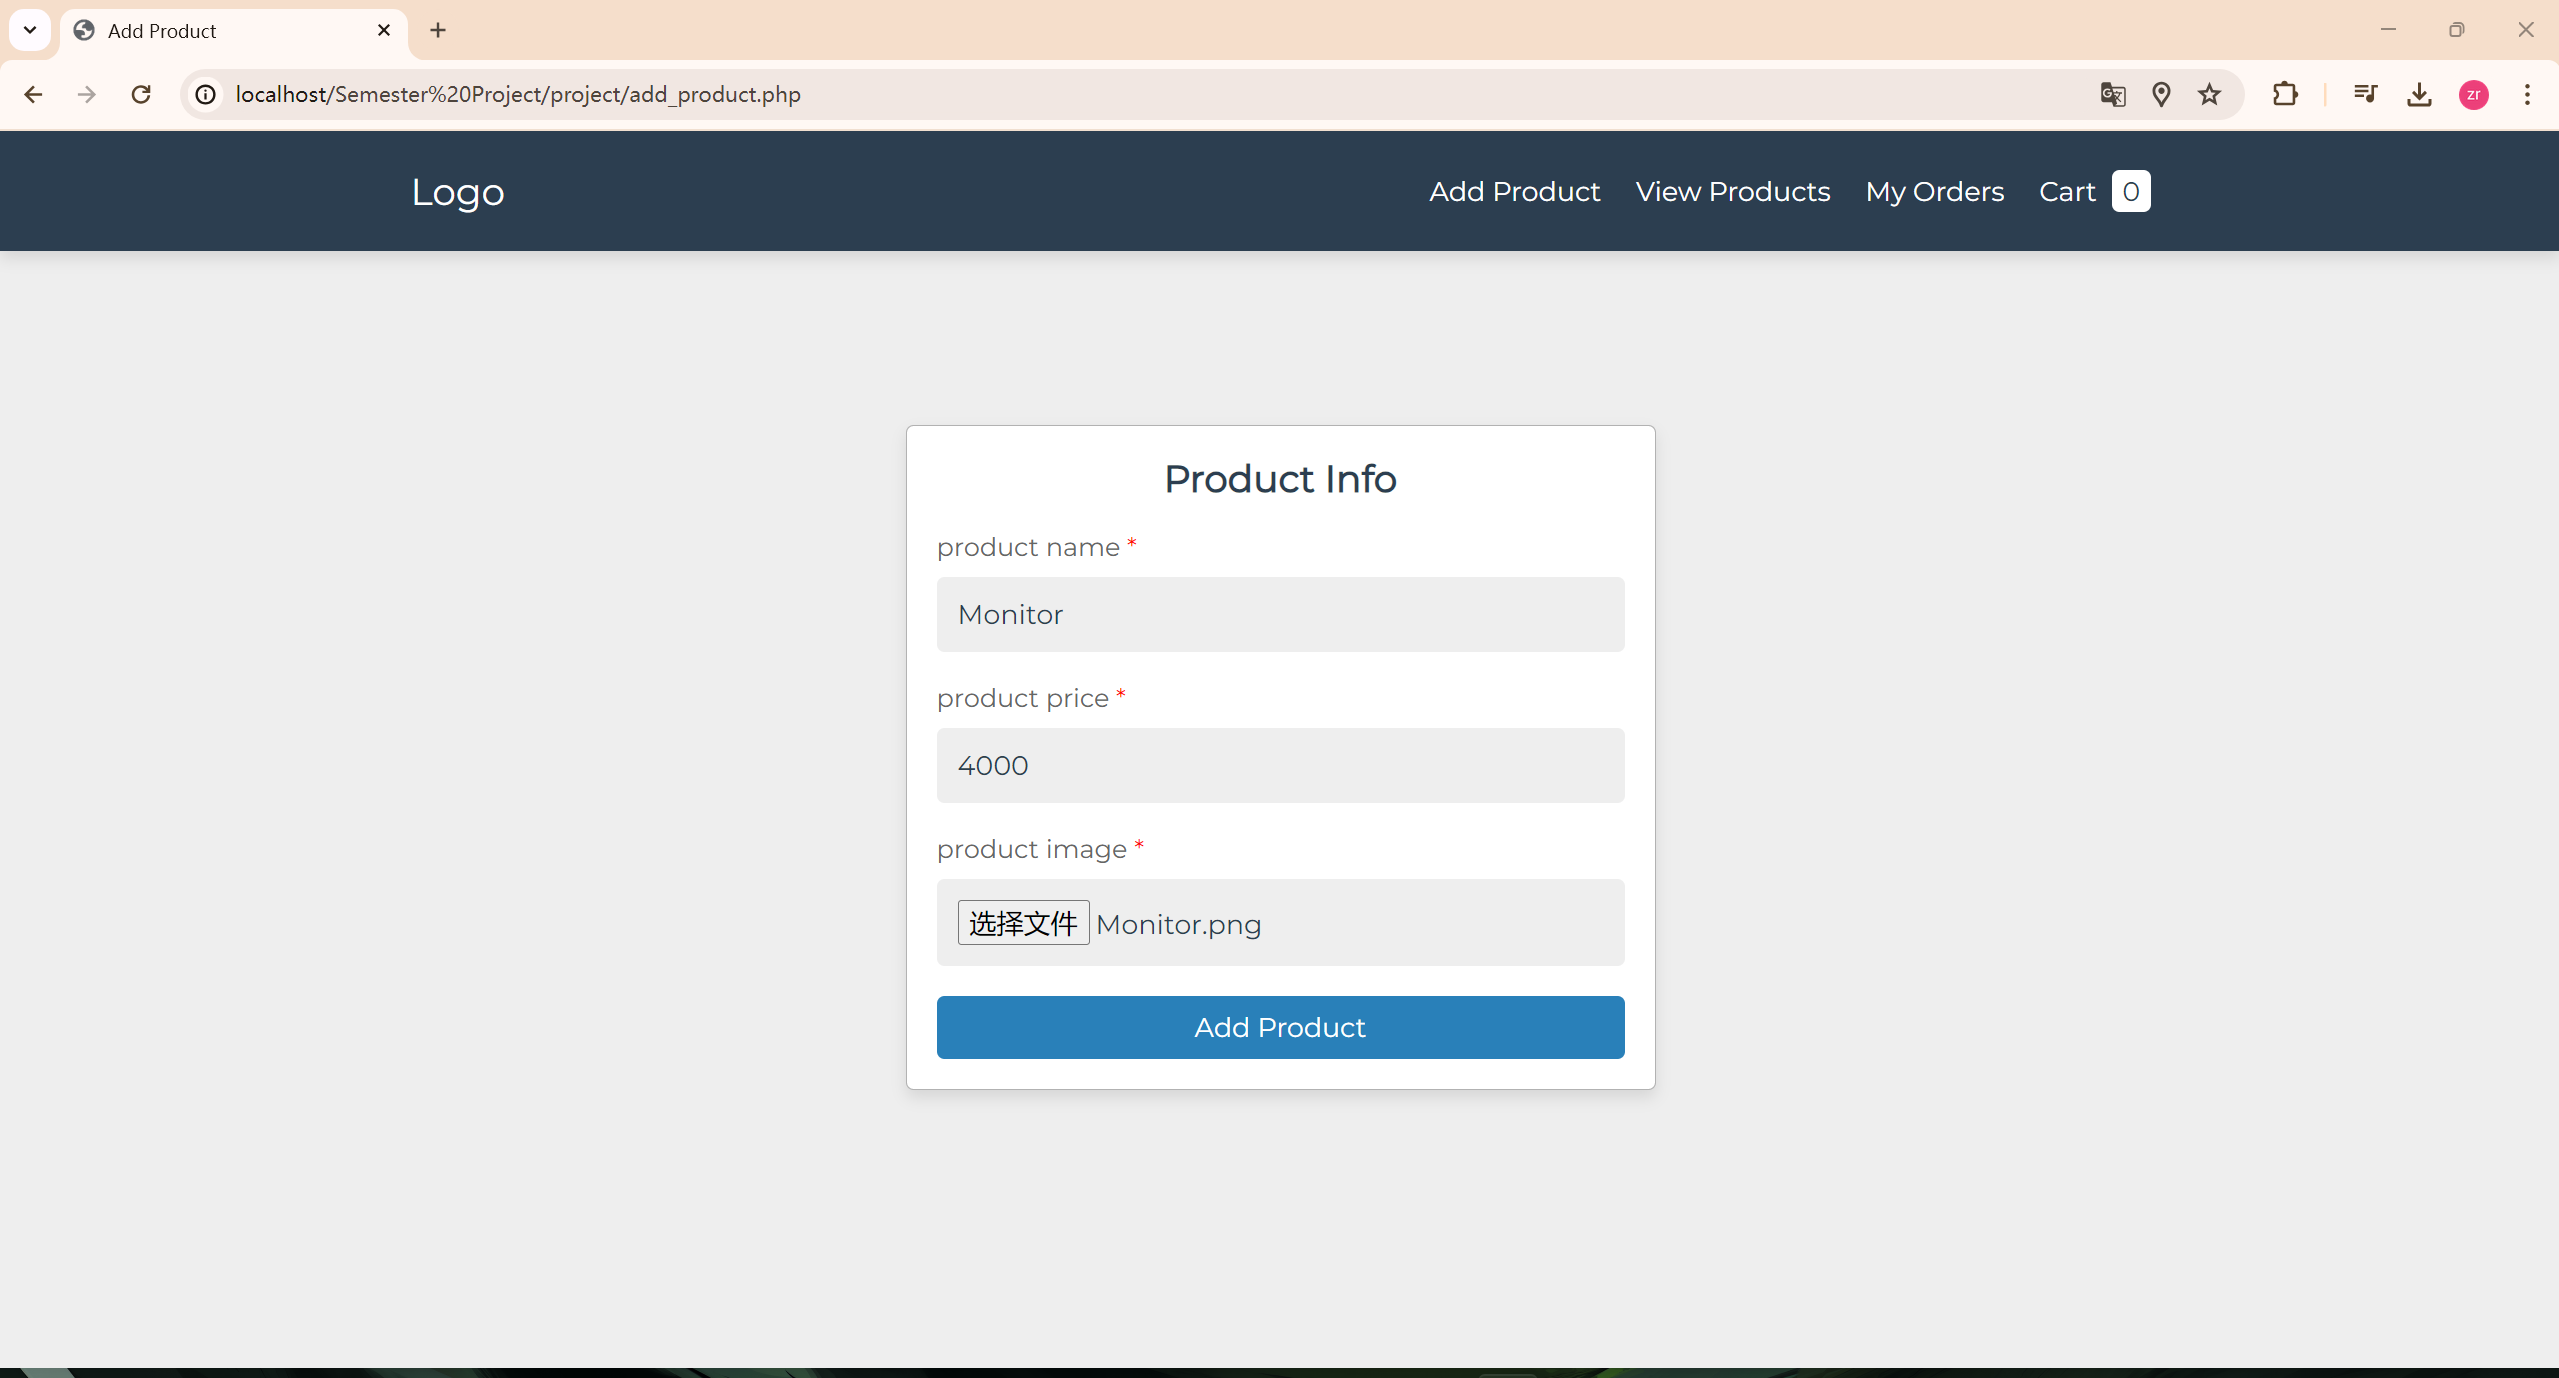 Add Product
localhost/Semester%20Project/project/add_product.php
zr
Logo
Add Product View Products My Orders Cart 0
Product Info
product name *
Monitor
product price *
4000
product image *
选择文件 Monitor.png
Add Product